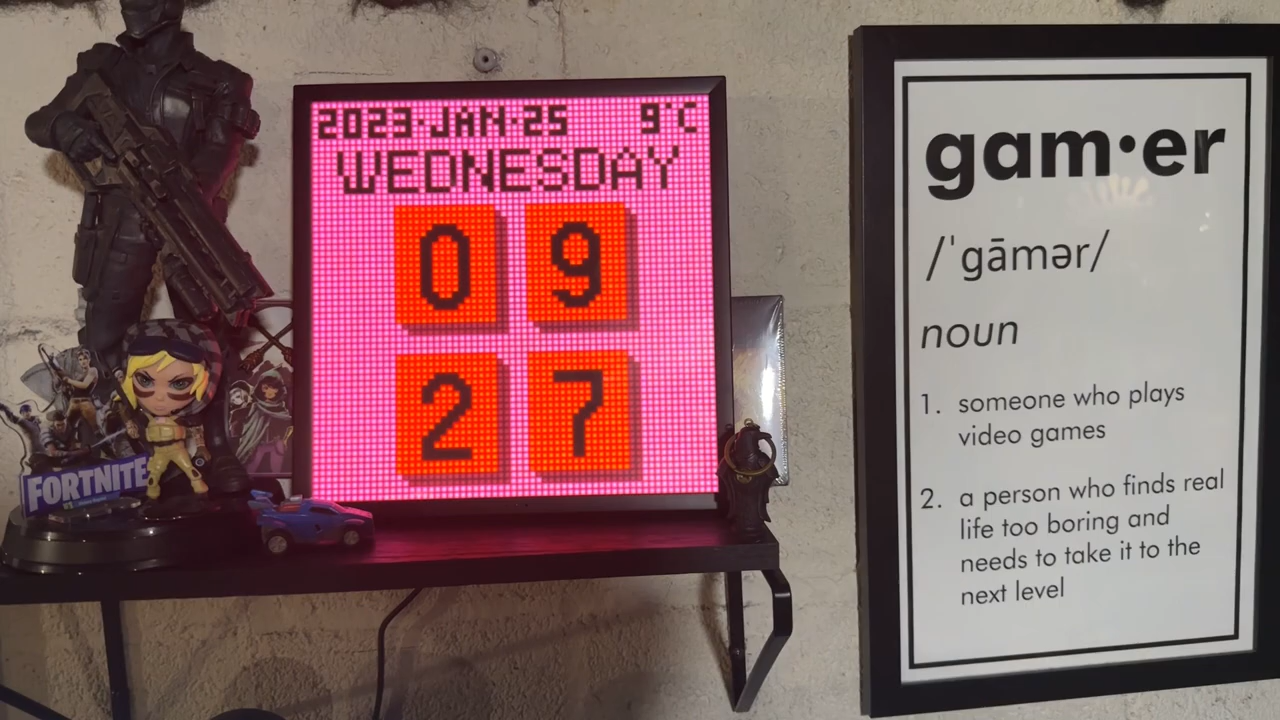 2023·JAN·25 9°C
WEDNESDAY
09
27
FORTNITE
gam·er
/ˈgāmər/
noun
1. someone who plays
video games
2. a person who finds real
life too boring and
needs to take it to the
next level